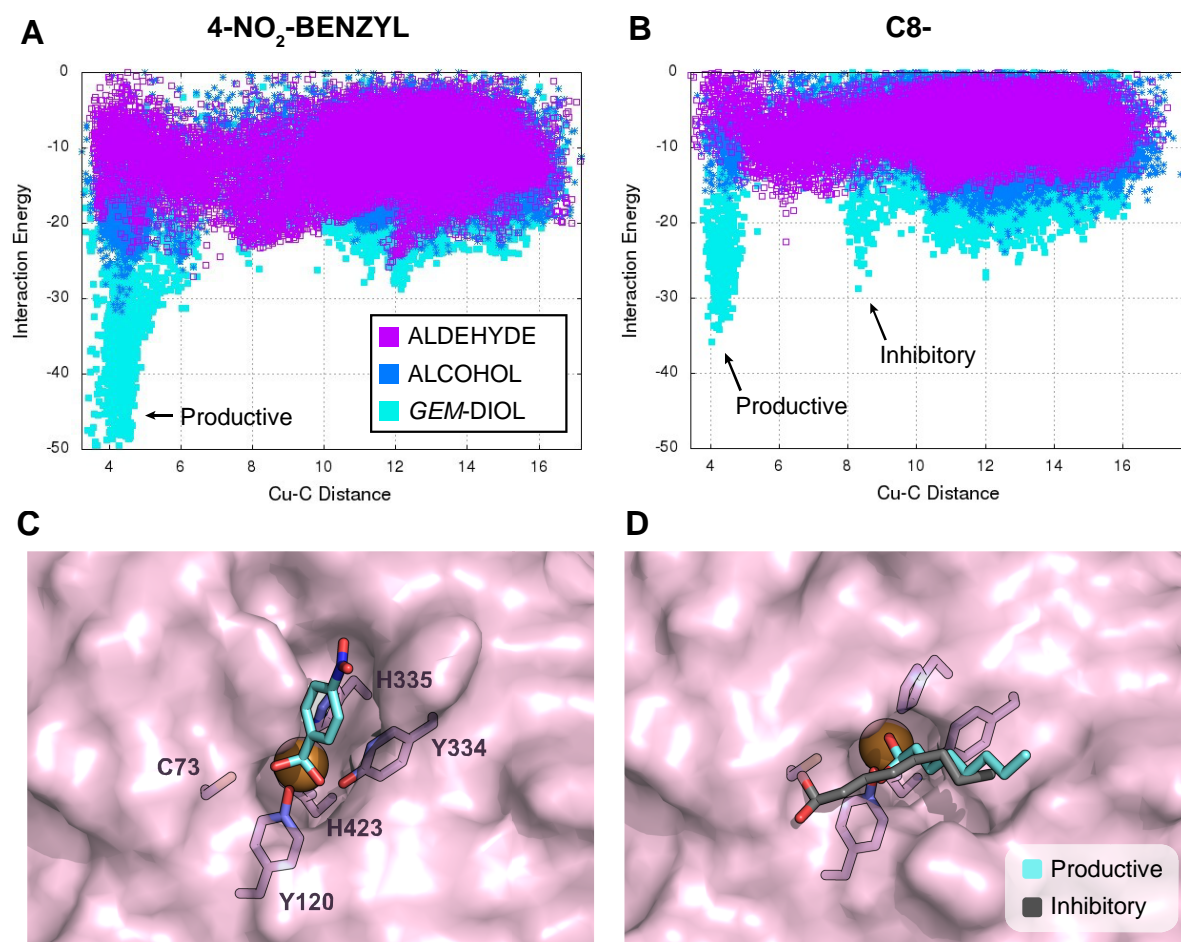 A
4-NO2-BENZYL
Interaction Energy
0
-10
-20
-30
-40
-50
4
6
8
10
12
14
16
Cu-C Distance
ALDEHYDE
ALCOHOL
GEM-DIOL
Productive
B
C8-
Interaction Energy
0
-10
-20
-30
-40
-50
4
6
8
10
12
14
16
Cu-C Distance
Inhibitory
Productive
C
H335
Y334
C73
H423
Y120
D
Productive
Inhibitory